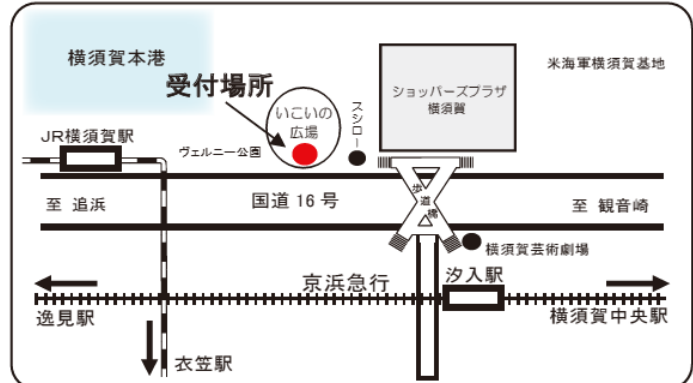 横須賀本港
受付場所
いこいの
広場
スシロー
ショッパーズプラザ
横須賀
米海軍横須賀基地
JR横須賀駅
ヴェルニー公園
至 追浜
国道 16 号
歩道橋
至 観音崎
横須賀芸術劇場
京浜急行
汐入駅
逸見駅
横須賀中央駅
衣笠駅